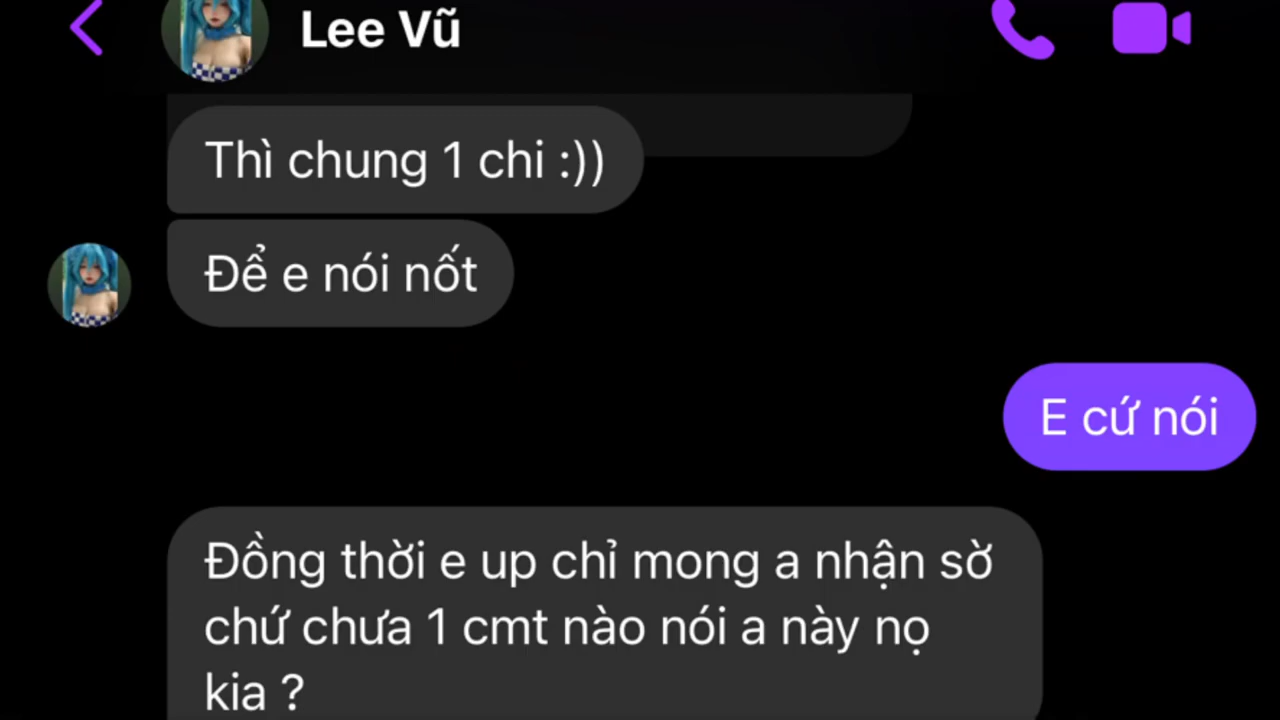 Lee Vũ
Thì chung 1 chi :))
Để e nói nốt
E cứ nói
Đồng thời e up chỉ mong a nhận sờ
chứ chưa 1 cmt nào nói a này nọ
kia ?